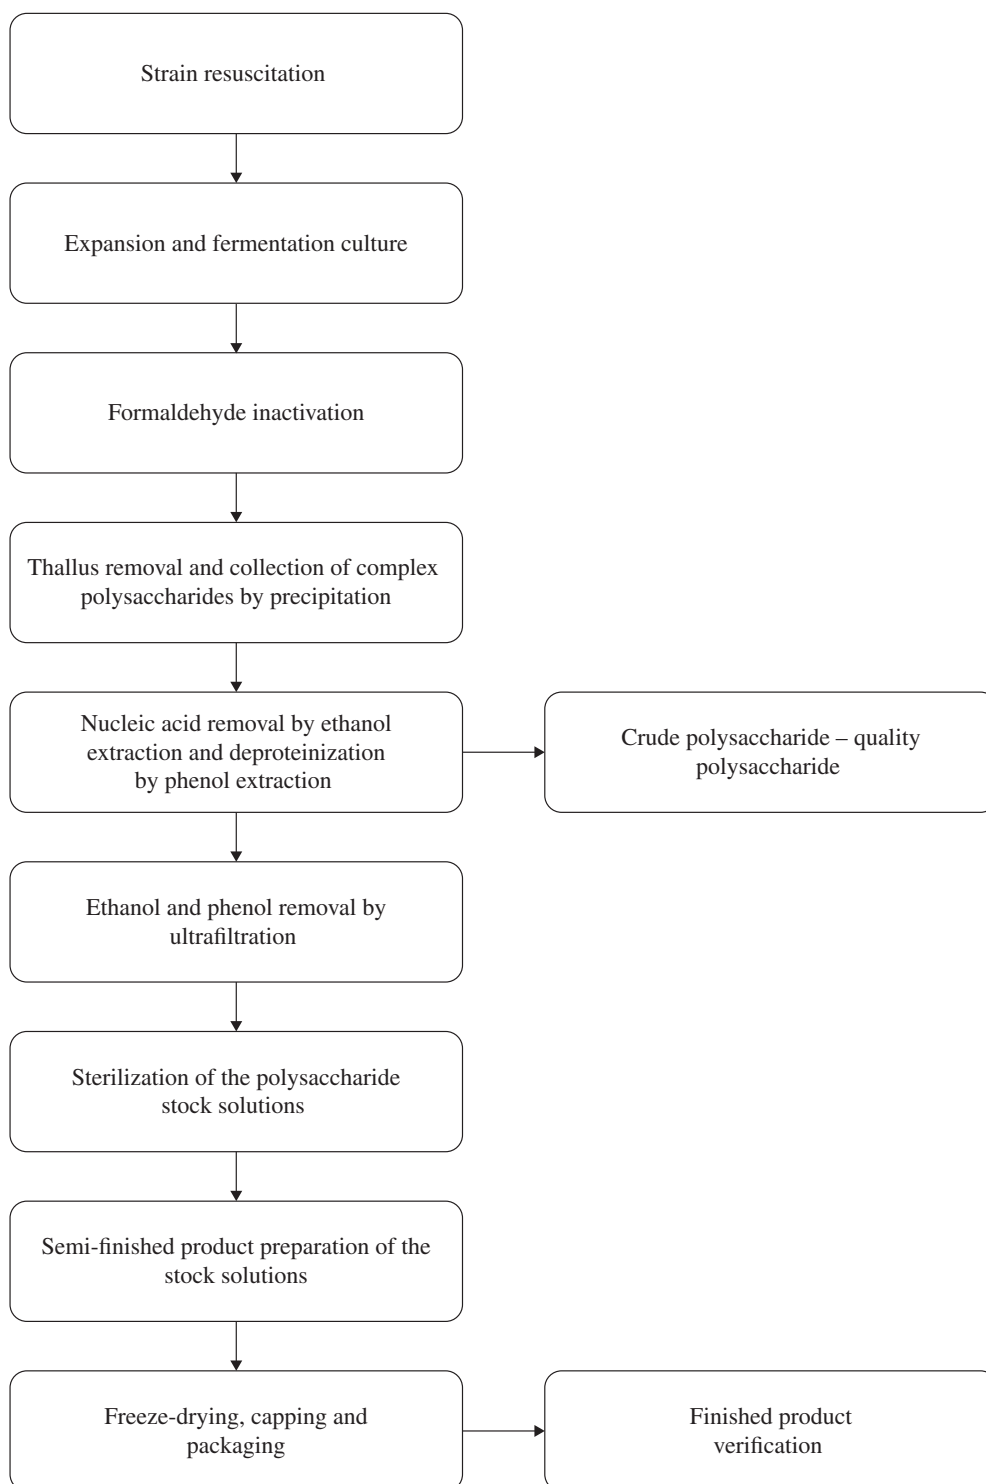 Strain resuscitation
Expansion and fermentation culture
Formaldehyde inactivation
Thallus removal and collection of complex
polysaccharides by precipitation
Nucleic acid removal by ethanol
extraction and deproteinization
by phenol extraction
Crude polysaccharide – quality
polysaccharide
Ethanol and phenol removal by
ultrafiltration
Sterilization of the polysaccharide
stock solutions
Semi-finished product preparation of the
stock solutions
Freeze-drying, capping and
packaging
Finished product
verification